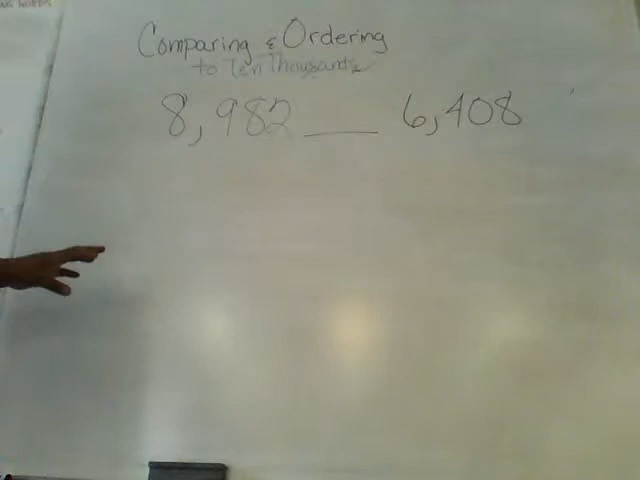 Comparing & Ordering
to Ten Thousands
8,982 ___ 6,408